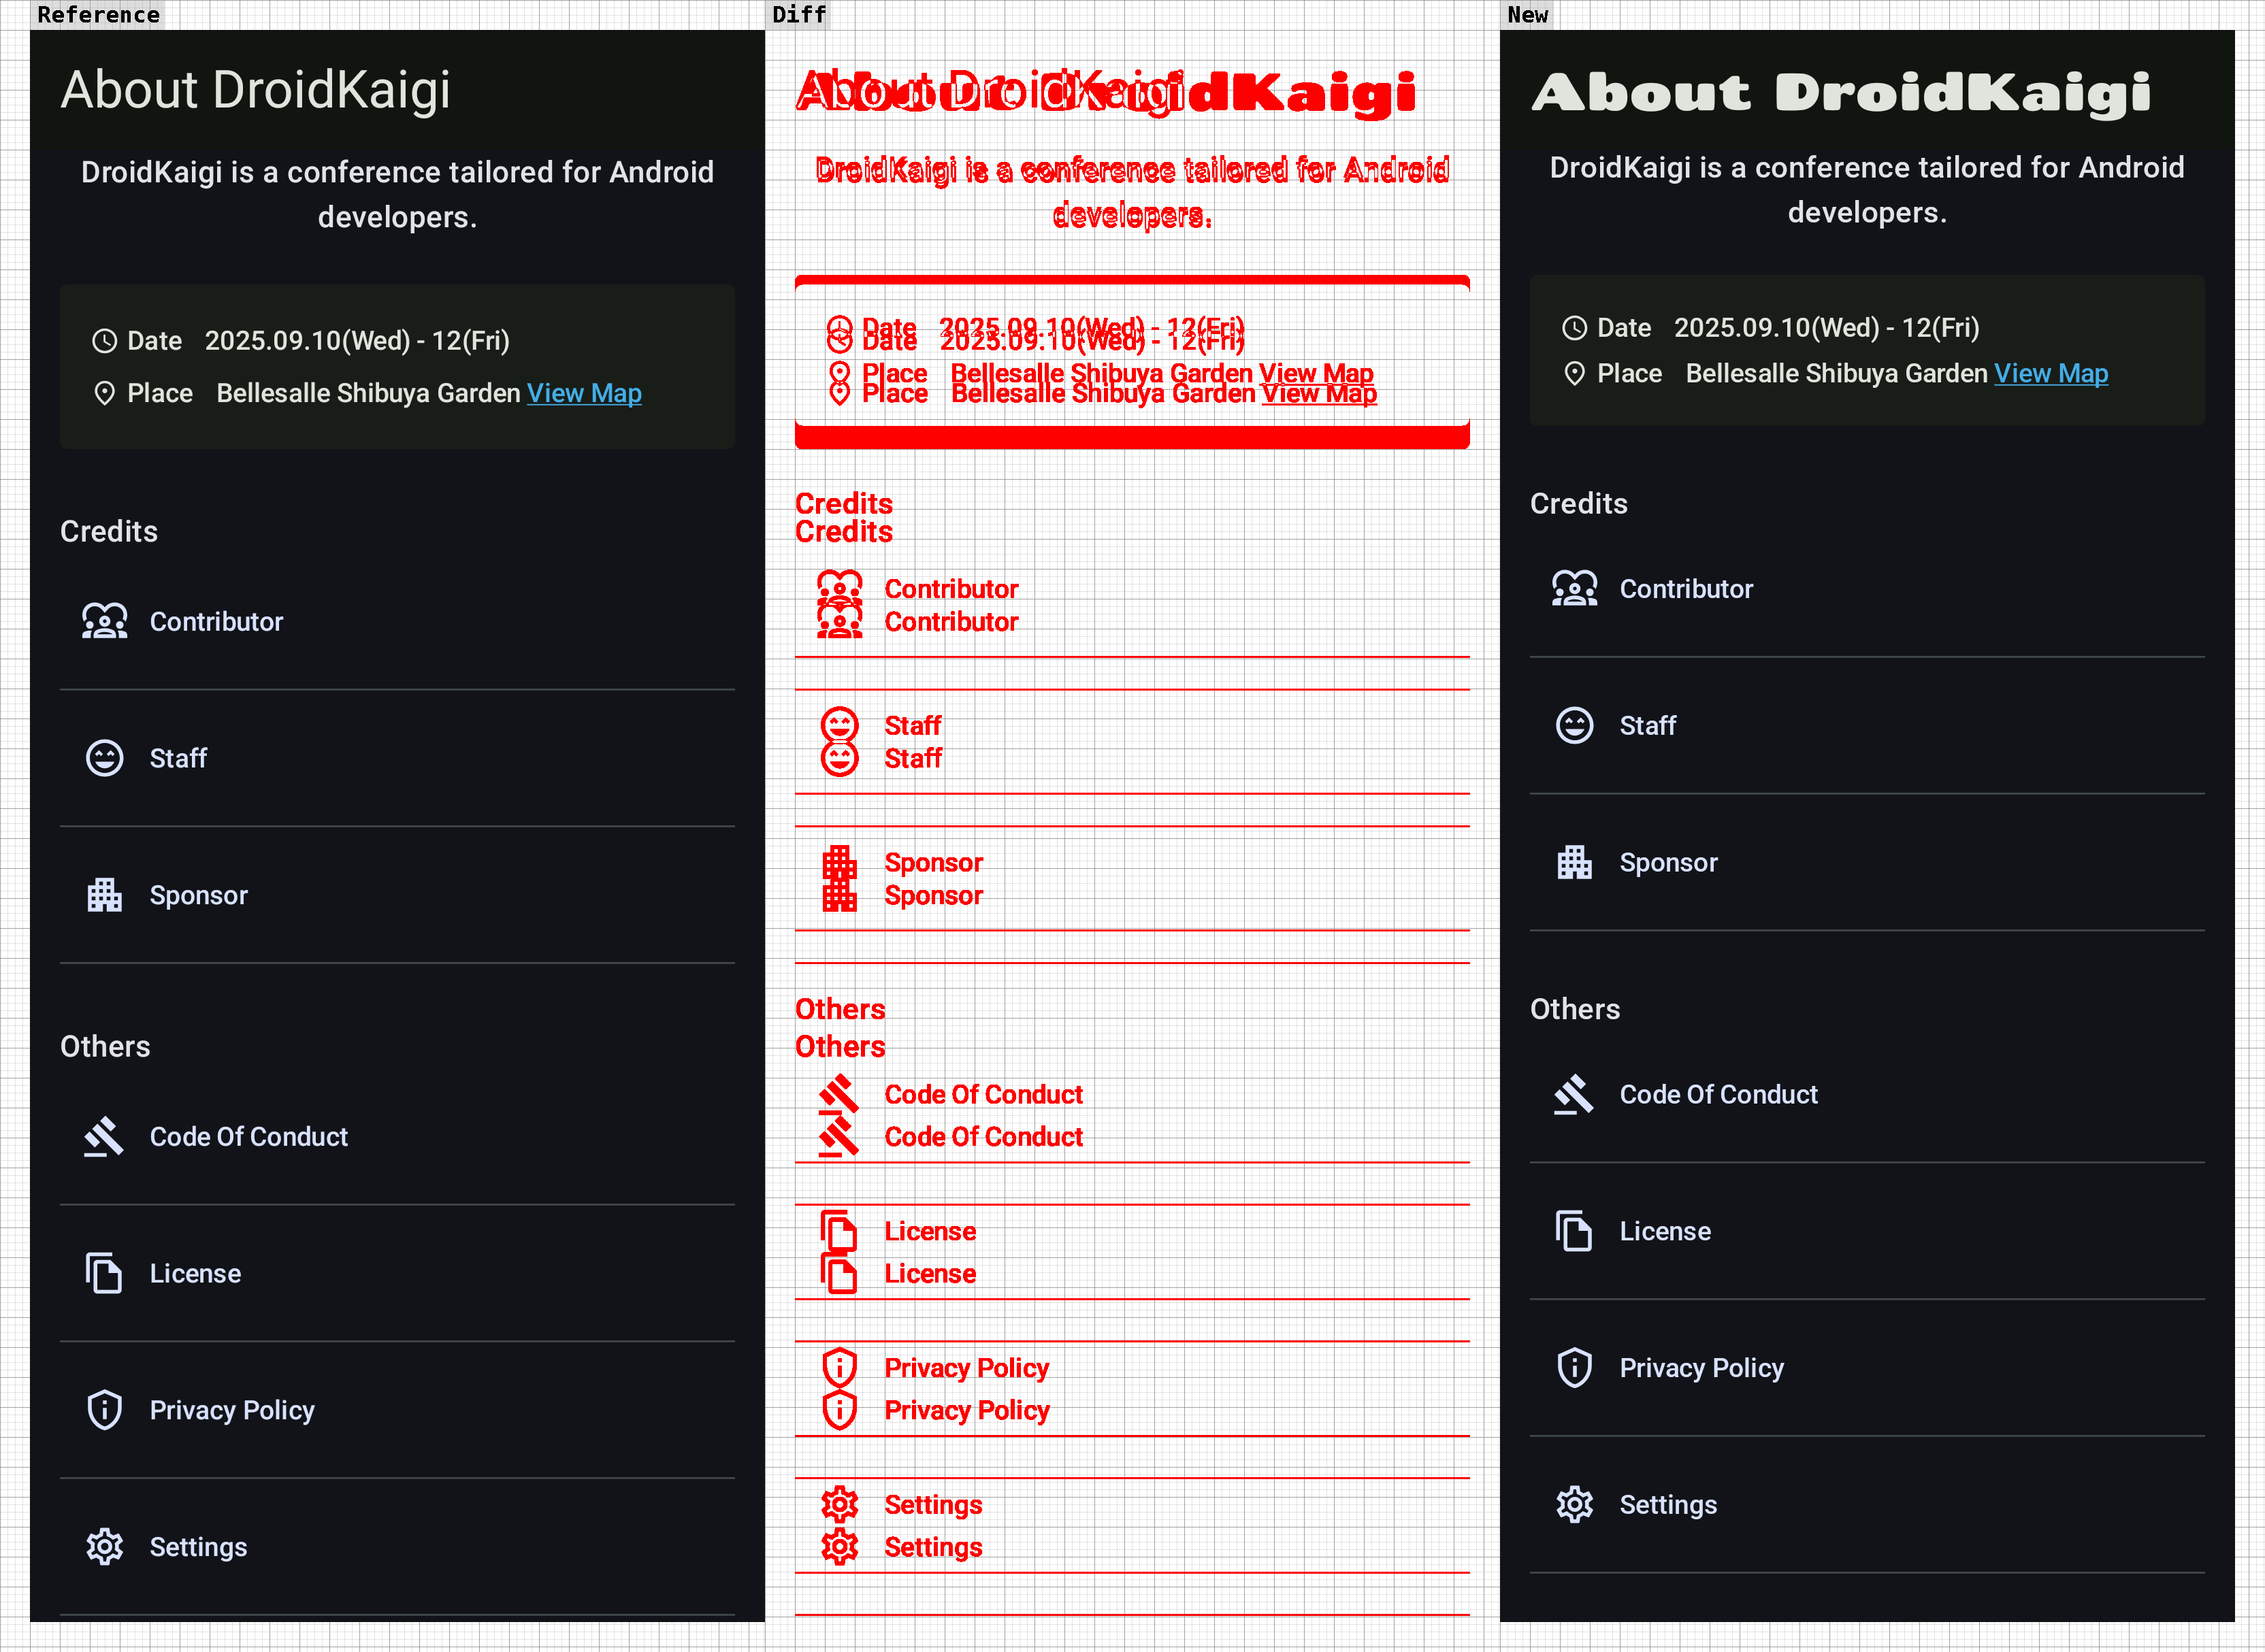 Reference
About DroidKaigi
DroidKaigi is a conference tailored for Android
developers.
Date 2025.09.10(Wed) - 12(Fri)
Place Bellesalle Shibuya Garden View Map
Credits
Contributor
Staff
Sponsor
Others
Code Of Conduct
License
Privacy Policy
Settings
Diff
About DroidKaigi
About DroidKaigi
DroidKaigi is a conference tailored for Android
developers.
Date 2025.09.10(Wed) - 12(Fri)
Date 2025.09.10(Wed) - 12(Fri)
Place Bellesalle Shibuya Garden View Map
Place Bellesalle Shibuya Garden View Map
Credits
Credits
Contributor
Contributor
Staff
Staff
Sponsor
Sponsor
Others
Others
Code Of Conduct
Code Of Conduct
License
License
Privacy Policy
Privacy Policy
Settings
Settings
New
About DroidKaigi
DroidKaigi is a conference tailored for Android
developers.
Date 2025.09.10(Wed) - 12(Fri)
Place Bellesalle Shibuya Garden View Map
Credits
Contributor
Staff
Sponsor
Others
Code Of Conduct
License
Privacy Policy
Settings